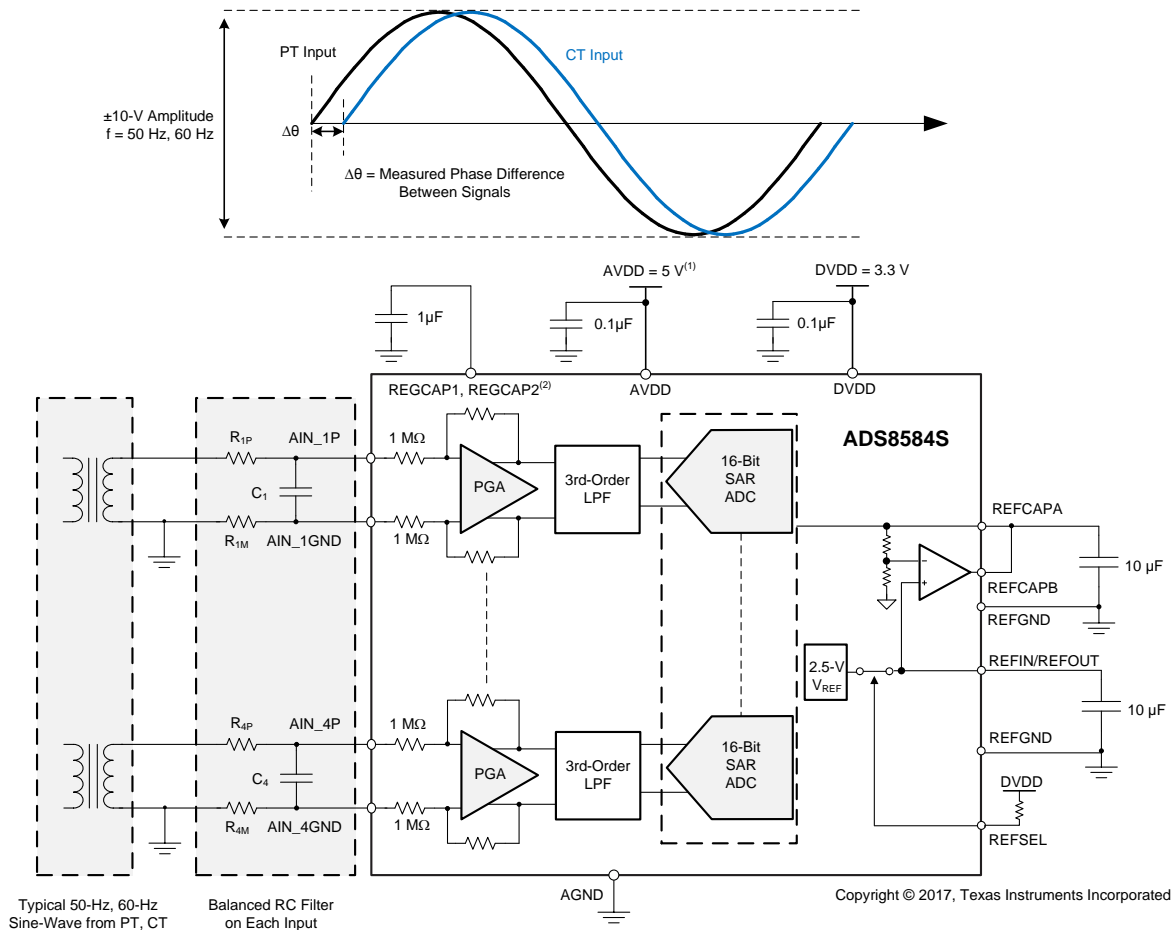 PT Input
CT Input
±10-V Amplitude
f = 50 Hz, 60 Hz
Δθ
Δθ = Measured Phase Difference
Between Signals
AVDD = 5 V(1)
DVDD = 3.3 V
1µF
0.1µF
0.1µF
REGCAP1, REGCAP2(2)
AVDD
DVDD
ADS8584S
R1P
AIN_1P
1 MΩ
PGA
3rd-Order
LPF
16-Bit
SAR
ADC
C1
R1M
AIN_1GND
1 MΩ
REFCAPA
10 µF
REFCAPB
REFGND
2.5-V
VREF
REFIN/REFOUT
10 µF
REFGND
R4P
AIN_4P
1 MΩ
PGA
3rd-Order
LPF
16-Bit
SAR
ADC
C4
R4M
AIN_4GND
1 MΩ
DVDD
REFSEL
AGND
Copyright © 2017, Texas Instruments Incorporated
Typical 50-Hz, 60-Hz
Sine-Wave from PT, CT
Balanced RC Filter
on Each Input